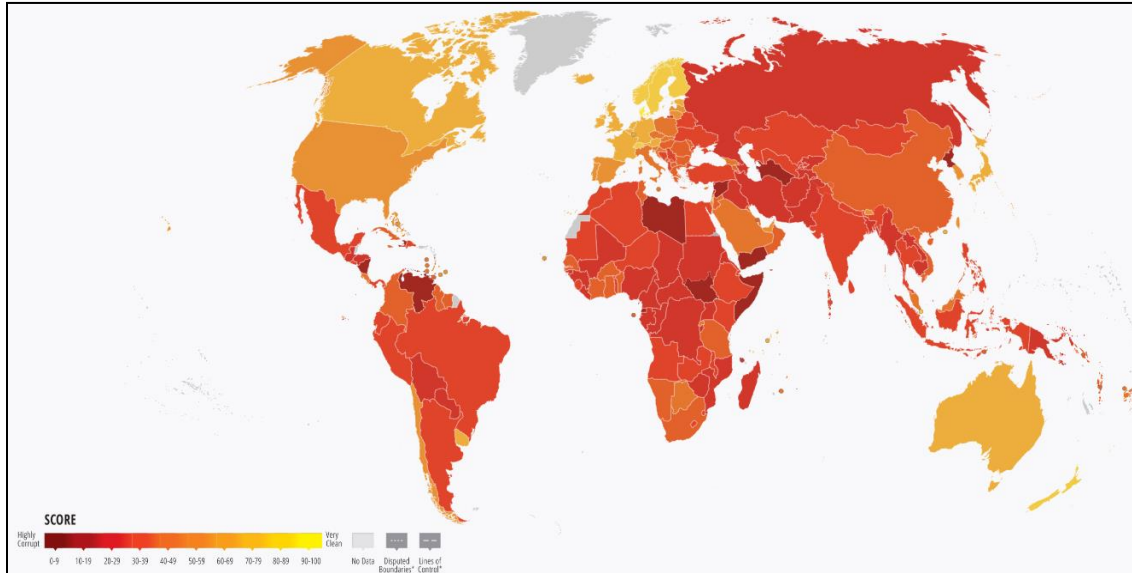 SCORE
Highly Corrupt
Very Clean
0-9 10-19 20-29 30-39 40-49 50-59 60-69 70-79 80-89 90-100
No Data
Disputed Boundaries*
Lines of Control*